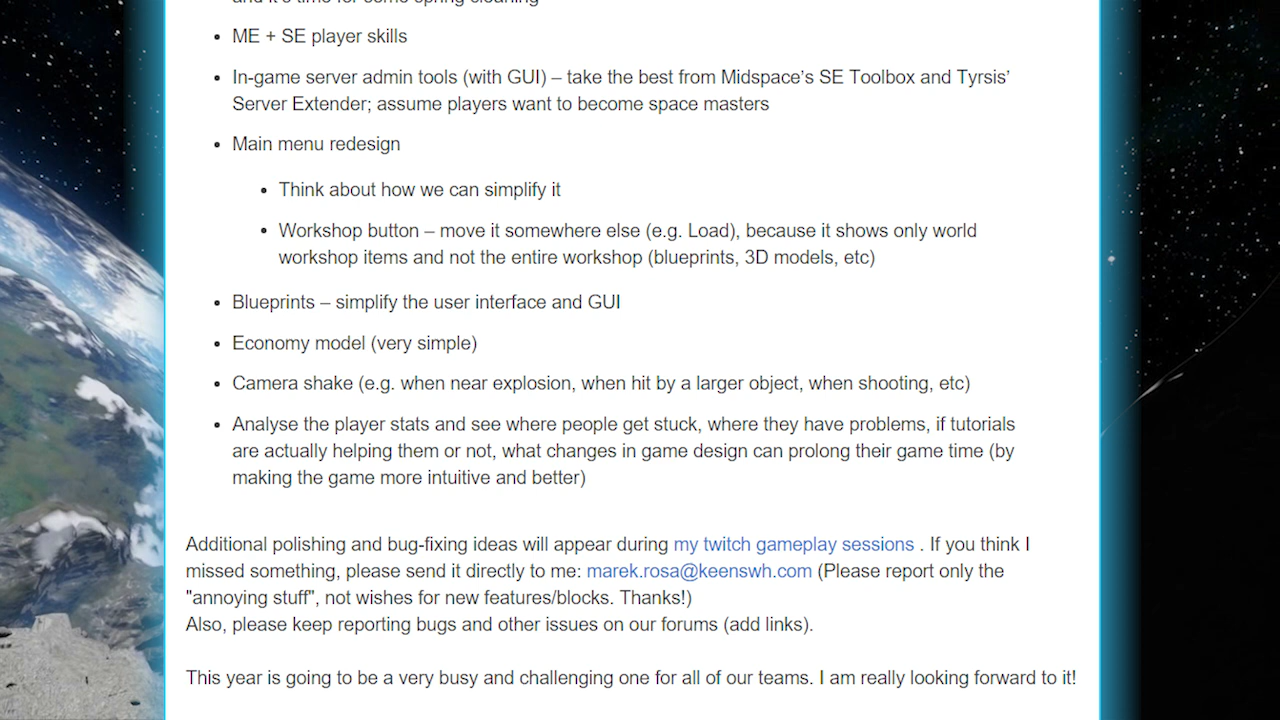 and it's time for some spring cleaning
• ME + SE player skills
• In-game server admin tools (with GUI) – take the best from Midspace's SE Toolbox and Tyrsis'
Server Extender; assume players want to become space masters
• Main menu redesign
• Think about how we can simplify it
• Workshop button – move it somewhere else (e.g. Load), because it shows only world
workshop items and not the entire workshop (blueprints, 3D models, etc)
• Blueprints – simplify the user interface and GUI
• Economy model (very simple)
• Camera shake (e.g. when near explosion, when hit by a larger object, when shooting, etc)
• Analyse the player stats and see where people get stuck, where they have problems, if tutorials
are actually helping them or not, what changes in game design can prolong their game time (by
making the game more intuitive and better)
Additional polishing and bug-fixing ideas will appear during my twitch gameplay sessions . If you think I
missed something, please send it directly to me: marek.rosa@keenswh.com (Please report only the
"annoying stuff", not wishes for new features/blocks. Thanks!)
Also, please keep reporting bugs and other issues on our forums (add links).
This year is going to be a very busy and challenging one for all of our teams. I am really looking forward to it!